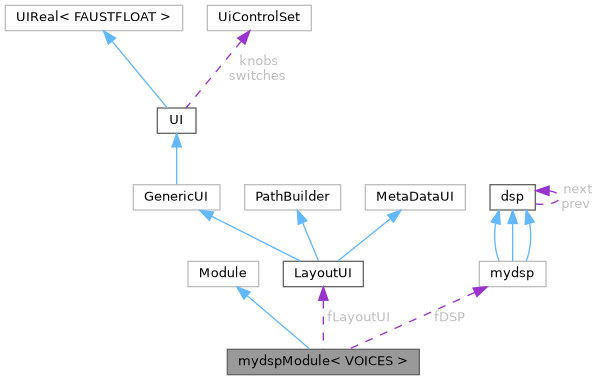 UIReal< FAUSTFLOAT >
UiControlSet
knobs
switches
UI
GenericUI
PathBuilder
MetaDataUI
dsp
next
prev
Module
LayoutUI
mydsp
fLayoutUI
fDSP
mydspModule< VOICES >